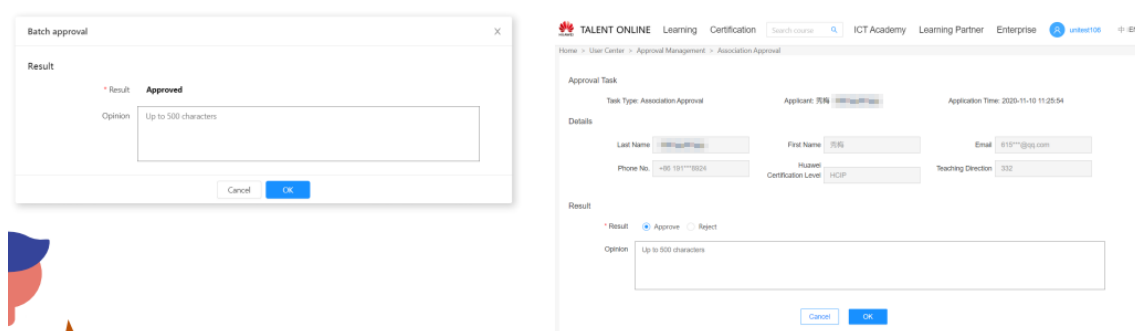 Batch approval
X
Result
* Result Approved
Opinion Up to 500 characters
Cancel OK
TALENT ONLINE Learning Certification Search course ICT Academy Learning Partner Enterprise unitest106 中
Home > User Center > Approval Management > Association Approval
Approval Task
Task Type: Association Approval Applicant: 亮梅 Application Time: 2020-11-10 11:25:54
Details
Last Name First Name 亮梅 Email 615***@qq.com
Phone No. +86 191***8924 Huawei Certification Level HCIP Teaching Direction 332
Result
* Result Approve Reject
Opinion Up to 500 characters
Cancel OK